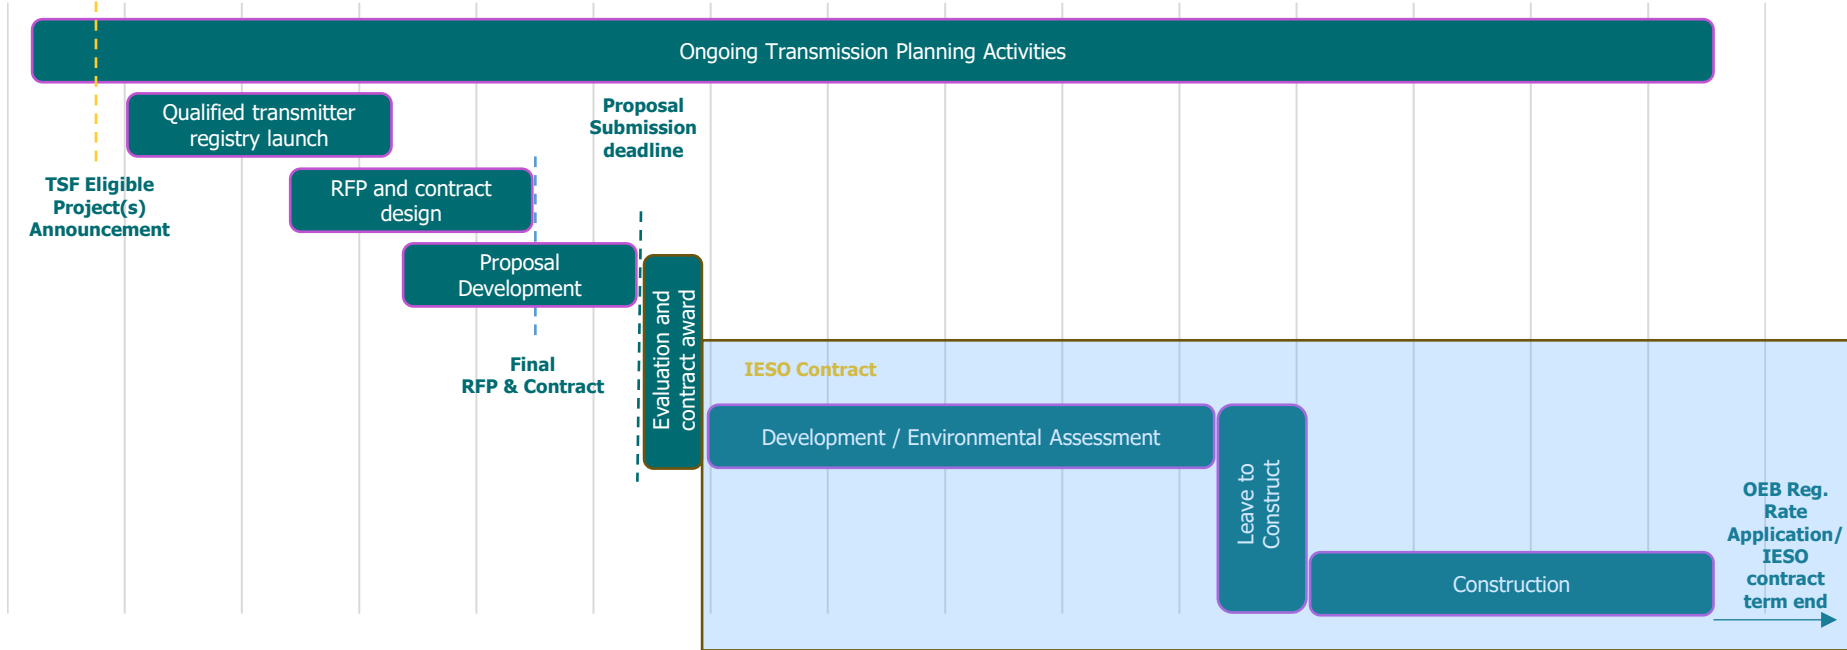 Ongoing Transmission Planning Activities
Qualified transmitter
registry launch
Proposal
Submission
deadline
TSF Eligible
Project(s)
Announcement
RFP and contract
design
Proposal
Development
Final
RFP & Contract
Evaluation and
contract award
IESO Contract
Development / Environmental Assessment
Leave to
Construct
OEB Reg.
Rate
Application/
IESO
contract
term end
Construction